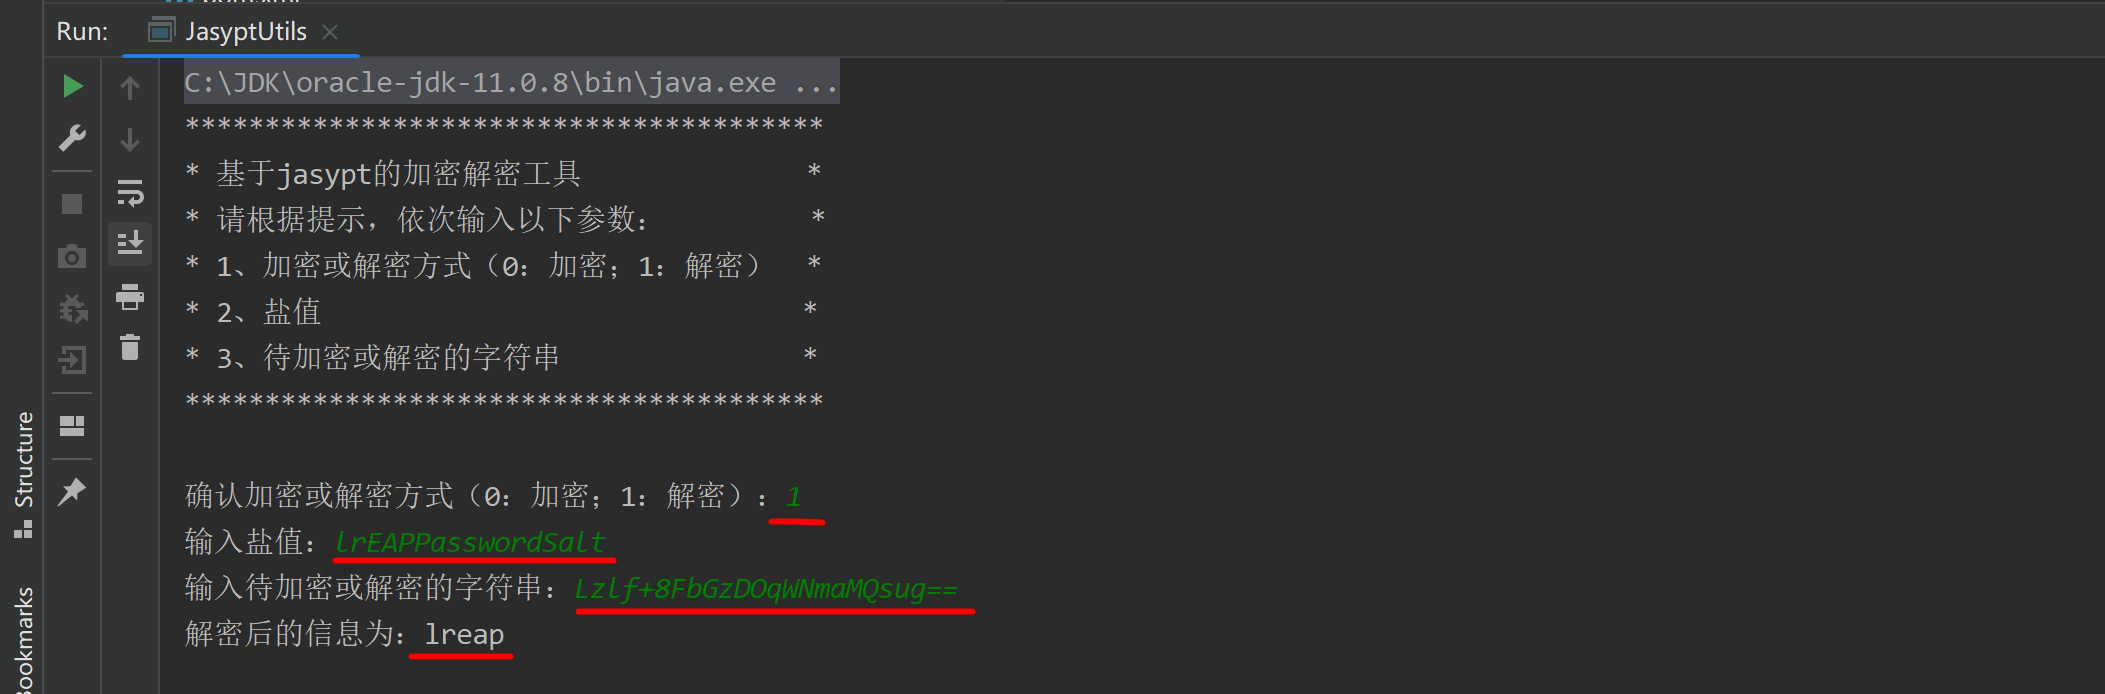 Run: JasyptUtils
C:\JDK\oracle-jdk-11.0.8\bin\java.exe ...
****************************************
* 基于jasypt的加密解密工具 *
* 请根据提示，依次输入以下参数： *
* 1、加密或解密方式（0：加密；1：解密） *
* 2、盐值 *
* 3、待加密或解密的字符串 *
****************************************
确认加密或解密方式（0：加密；1：解密）：1
输入盐值：lrEAPPasswordSalt
输入待加密或解密的字符串：Lzlf+8FbGzDOqWNmaMQsug==
解密后的信息为：lreap
Structure